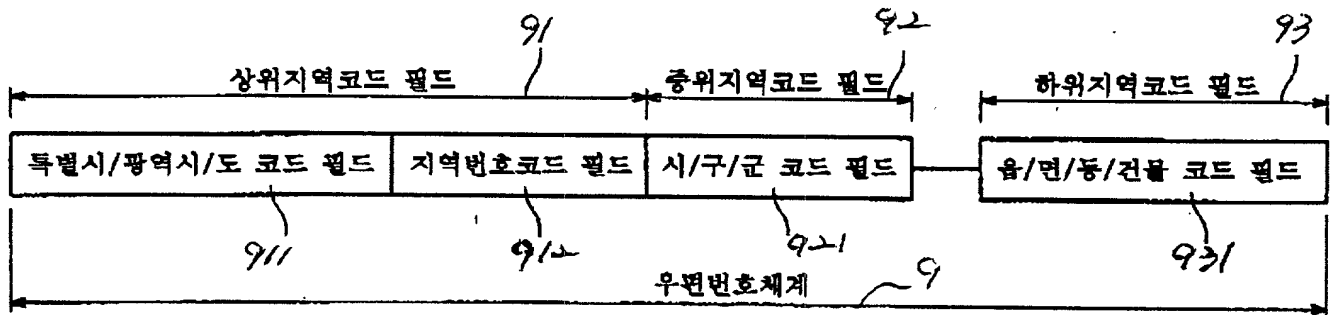 91
92
93
상위지역코드 필드
중위지역코드 필드
하위지역코드 필드
특별시/광역시/도 코드 필드
지역번호코드 필드
시/구/군 코드 필드
읍/면/동/건물 코드 필드
911
912
921
931
우편번호체계
9